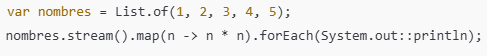 var nombres = List.of(1, 2, 3, 4, 5);
nombres.stream().map(n -> n * n).forEach(System.out::println);